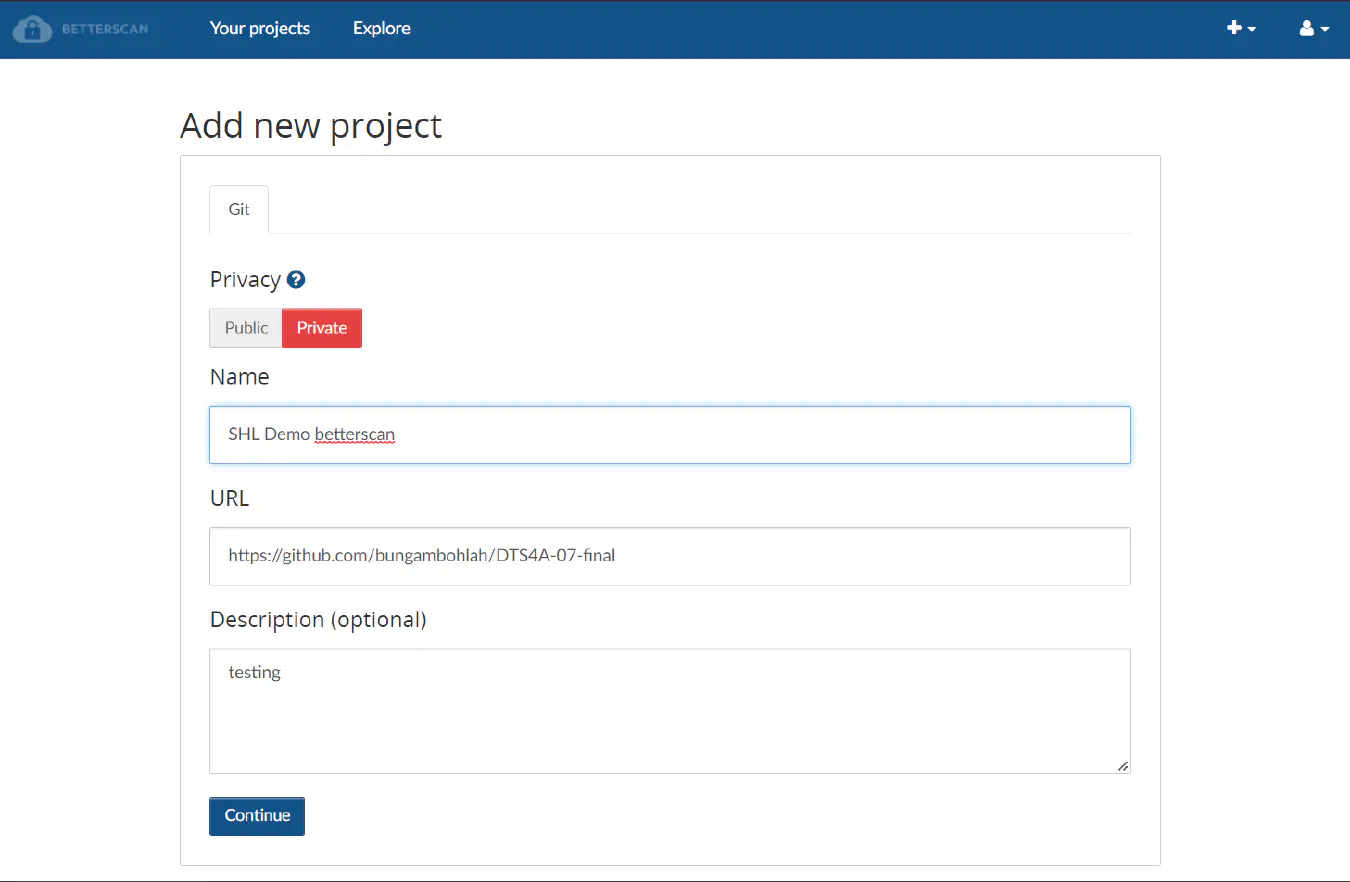 BETTERSCAN Your projects Explore
Add new project
Git
Privacy ?
Public Private
Name
SHL Demo betterscan
URL
https://github.com/bungambohlah/DTS4A-07-final
Description (optional)
testing
Continue